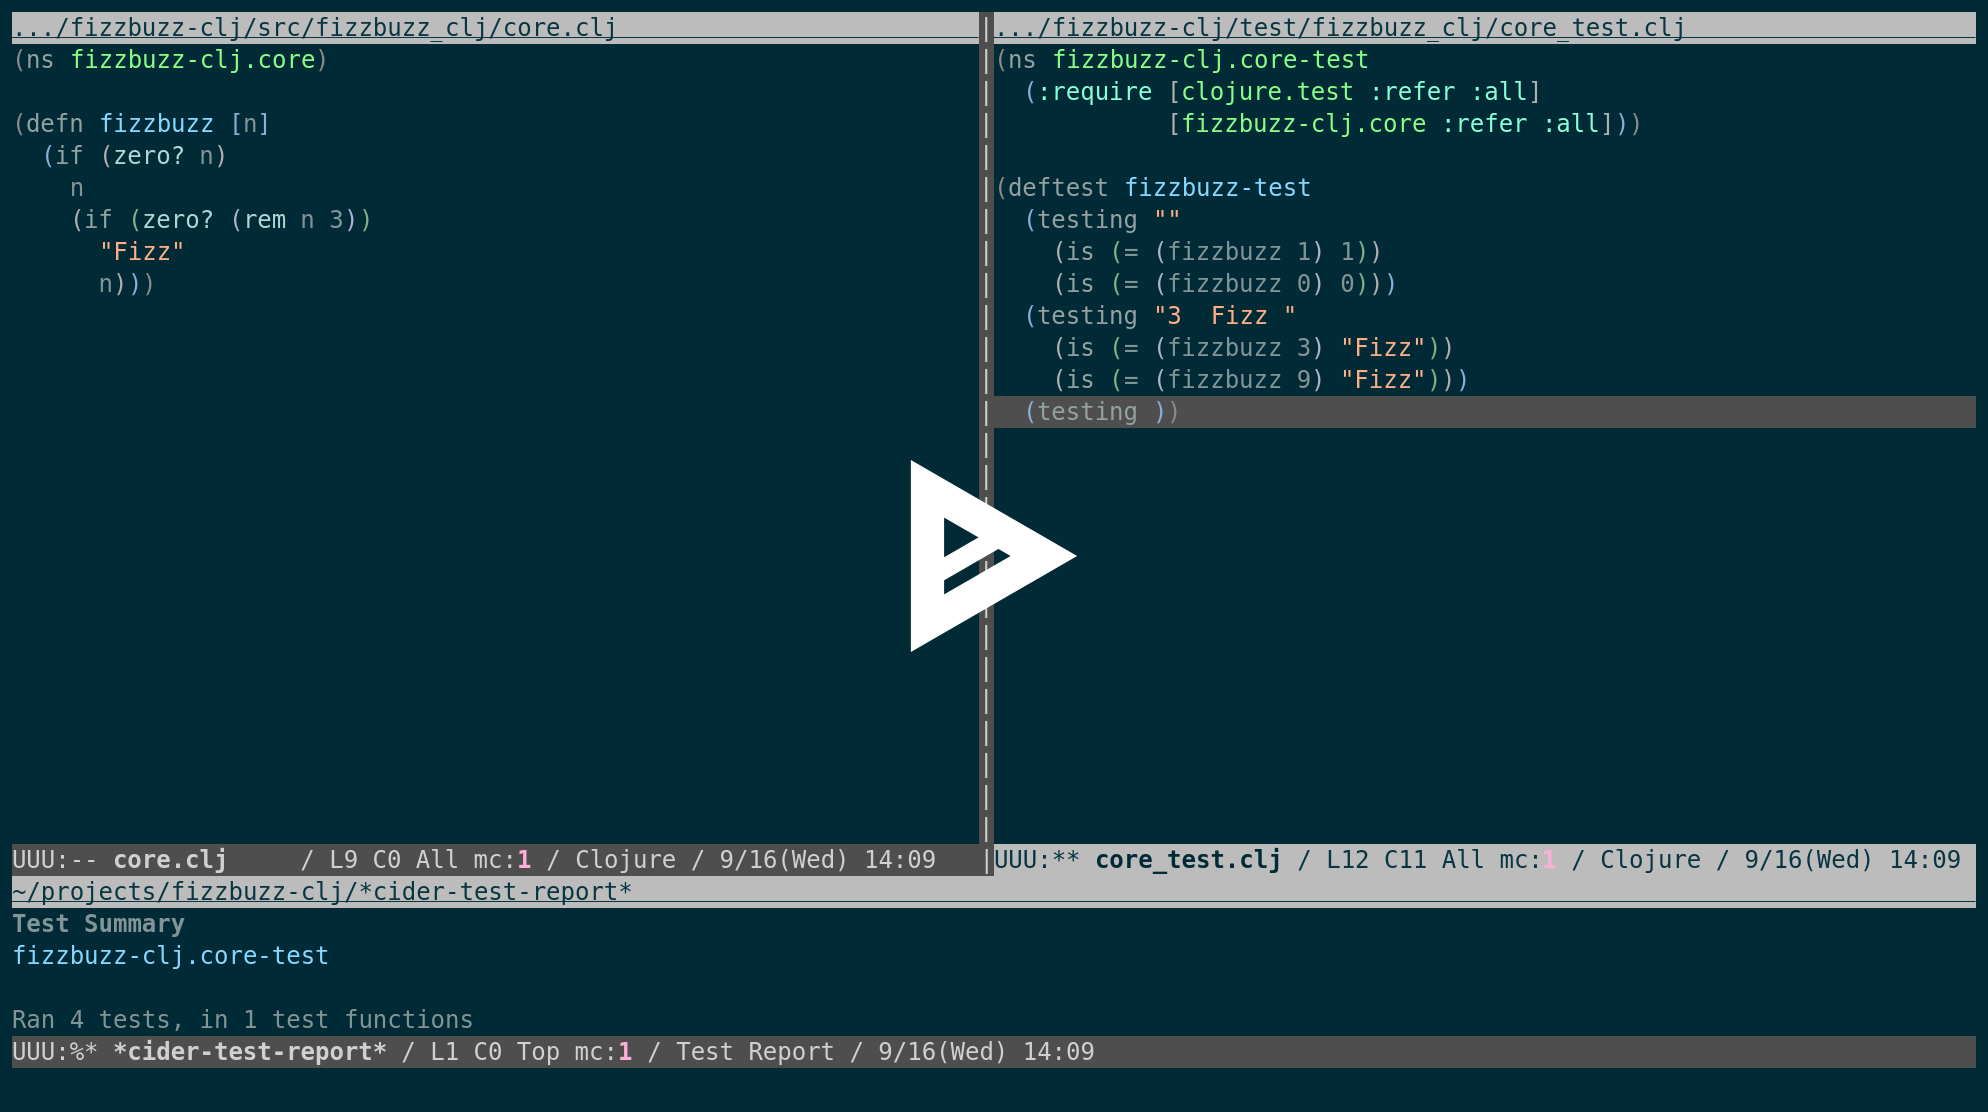 .../fizzbuzz-clj/src/fizzbuzz_clj/core.clj
(ns fizzbuzz-clj.core)
(defn fizzbuzz [n]
  (if (zero? n)
    n
    (if (zero? (rem n 3))
      "Fizz"
      n)))
UUU:-- core.clj     / L9 C0 All mc:1 / Clojure / 9/16(Wed) 14:09
.../fizzbuzz-clj/test/fizzbuzz_clj/core_test.clj
(ns fizzbuzz-clj.core-test
  (:require [clojure.test :refer :all]
            [fizzbuzz-clj.core :refer :all]))
(deftest fizzbuzz-test
  (testing ""
    (is (= (fizzbuzz 1) 1))
    (is (= (fizzbuzz 0) 0)))
  (testing "3  Fizz "
    (is (= (fizzbuzz 3) "Fizz"))
    (is (= (fizzbuzz 9) "Fizz")))
  (testing ))
UUU:** core_test.clj / L12 C11 All mc:1 / Clojure / 9/16(Wed) 14:09
~/projects/fizzbuzz-clj/*cider-test-report*
Test Summary
fizzbuzz-clj.core-test
Ran 4 tests, in 1 test functions
UUU:%* *cider-test-report* / L1 C0 Top mc:1 / Test Report / 9/16(Wed) 14:09